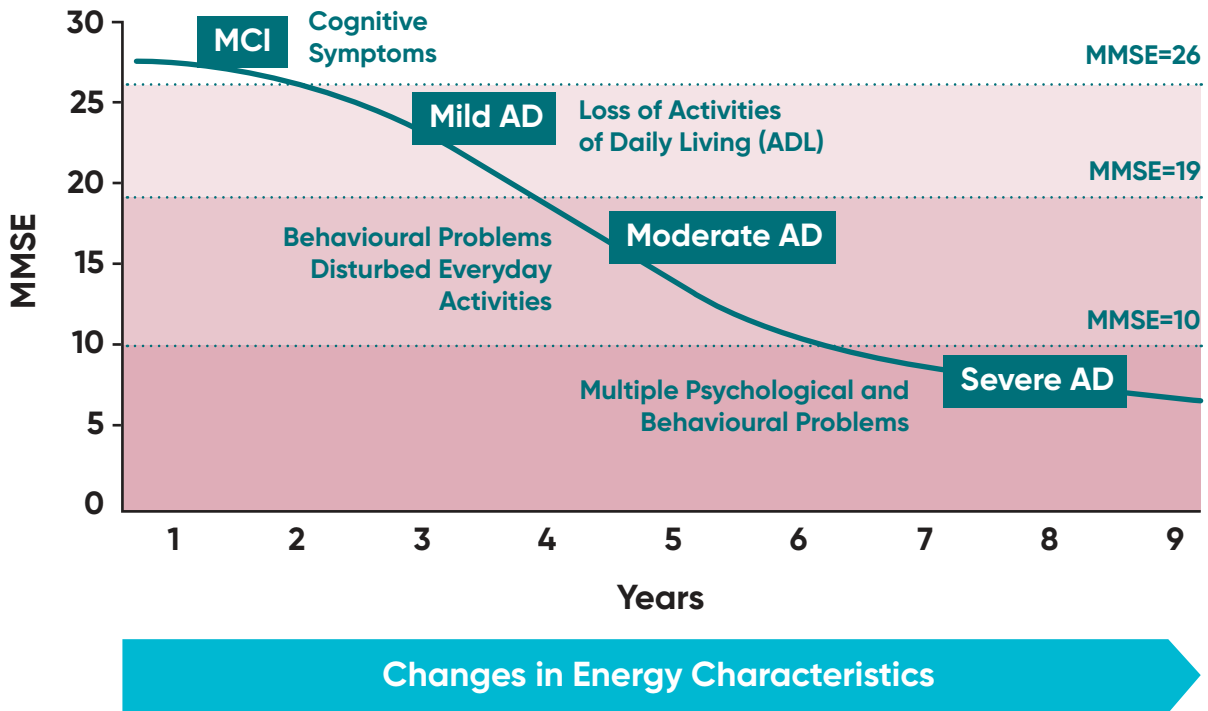 30
MCI
Cognitive
Symptoms
MMSE=26
25
Mild AD
Loss of Activities
of Daily Living (ADL)
MMSE=19
20
Behavioural Problems
Disturbed Everyday
Activities
Moderate AD
15
MMSE
MMSE=10
10
Severe AD
Multiple Psychological and
Behavioural Problems
5
0
1 2 3 4 5 6 7 8 9
Years
Changes in Energy Characteristics